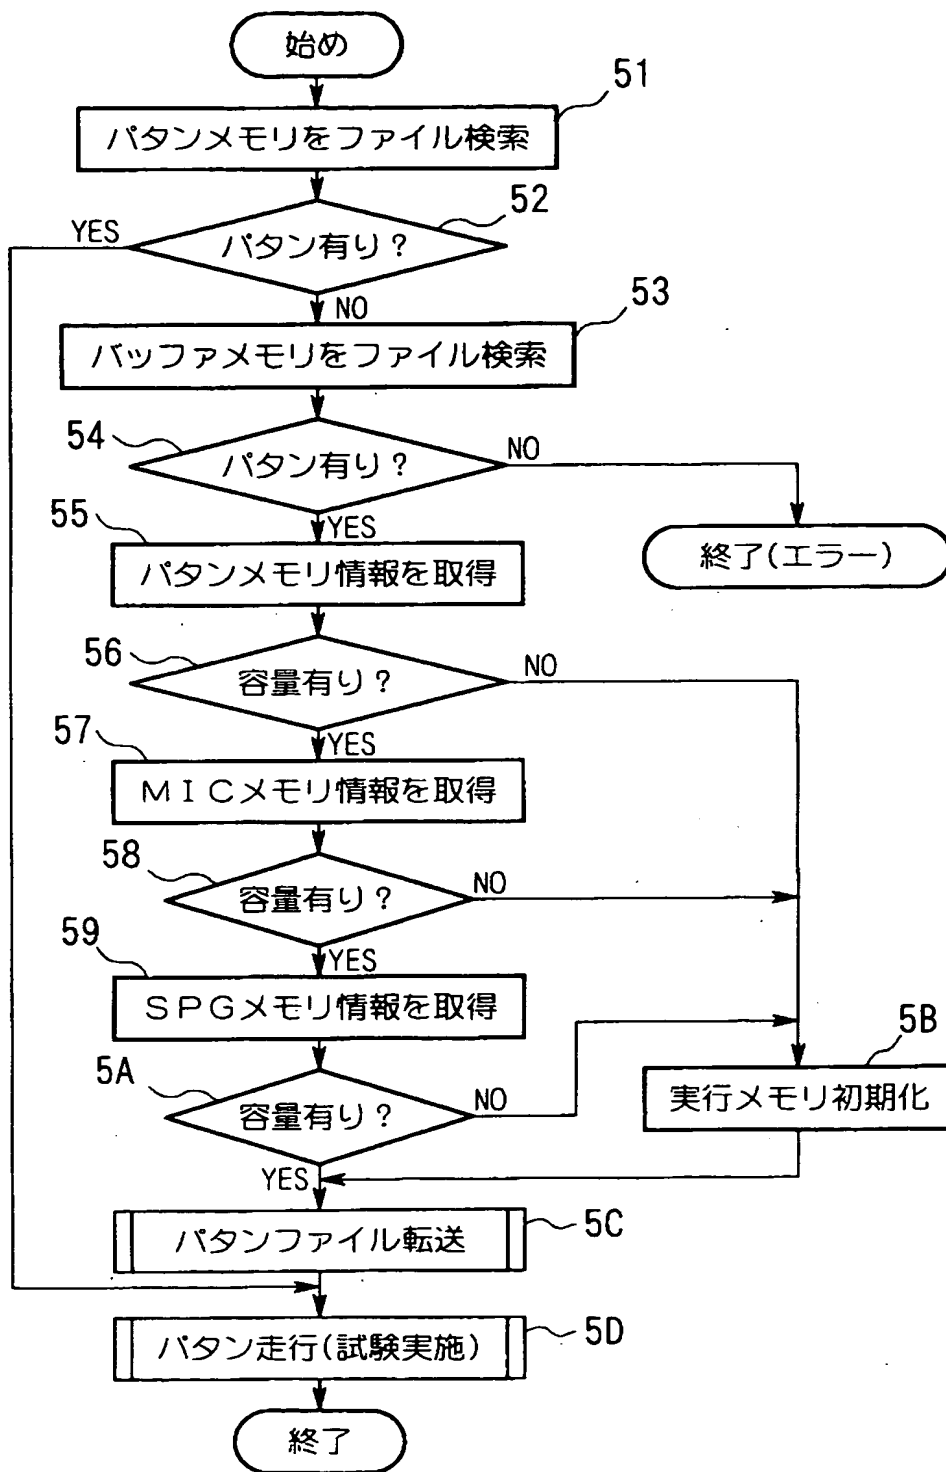 始め
51
パタンメモリをファイル検索
52
YES
パタン有り?
NO
53
バッファメモリをファイル検索
54
パタン有り?
NO
YES
55
パタンメモリ情報を取得
終了(エラー)
56
容量有り?
NO
YES
57
MICメモリ情報を取得
58
容量有り?
NO
YES
59
SPGメモリ情報を取得
5A
容量有り?
NO
5B
実行メモリ初期化
YES
パタンファイル転送
5C
パタン走行(試験実施)
5D
終了